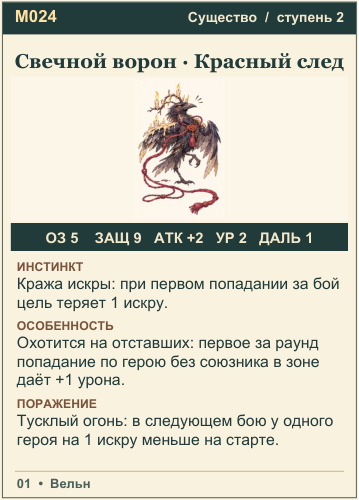 M024
Существо / ступень 2
Свечной ворон · Красный след
ОЗ 5 ЗАЩ 9 АТК +2 УР 2 ДАЛЬ 1
ИНСТИНКТ
Кража искры: при первом попадании за бой
цель теряет 1 искру.
ОСОБЕННОСТЬ
Охотится на отставших: первое за раунд
попадание по герою без союзника в зоне
даёт +1 урона.
ПОРАЖЕНИЕ
Тусклый огонь: в следующем бою у одного
героя на 1 искру меньше на старте.
01 • Вельн